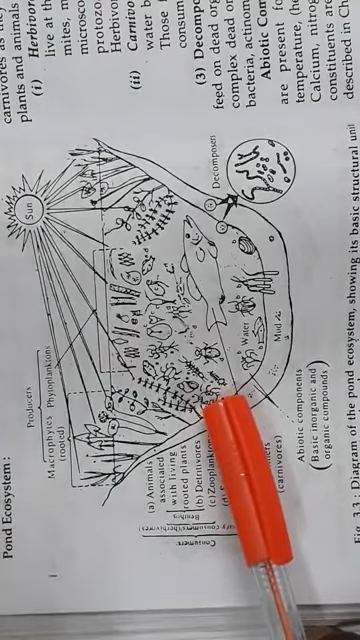 carnivores as the
plants and animals
(i) Herbivores
live at the
mites, m
microsco
protozo
Herbivor
(ii) Carnivo
water b
Those
consum
(3) Decompo
feed on dead org
complex dead or
bacteria, actinom
Abiotic Com
are present fo
temperature, (he
Calcium, nitrog
constituents are
described in Ch
Pond Ecosystem :
Sun
Producers
Macrophytes Phytoplanktons
(rooted)
Decomposers
Water
Mud
Consumers:
(a) Animals
associated
with living
rooted plants
(b) Detritivores
(c) Zooplankton
(carnivores)
Abiotic components
(Basic inorganic and
organic compounds)
Fig. 3.3 : Diagram of the pond ecosystem, showing its basic structural unit